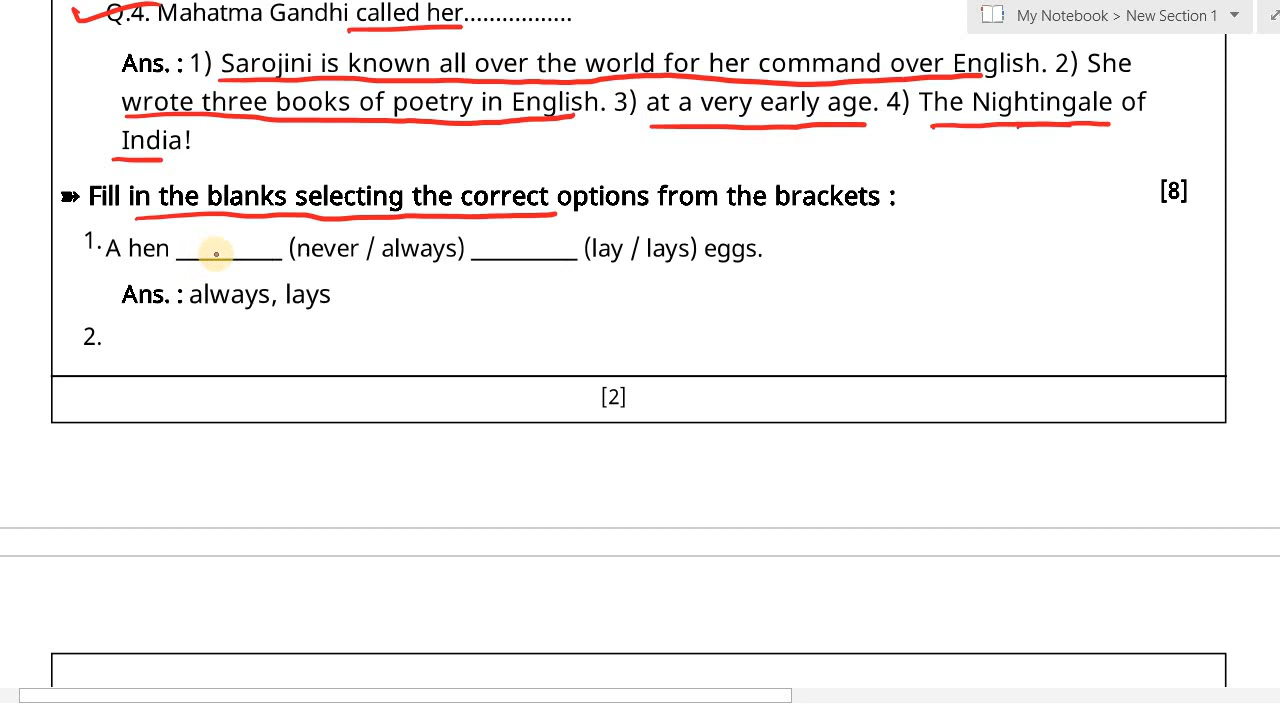 Q.4. Mahatma Gandhi called her.................
My Notebook > New Section 1
Ans. : 1) Sarojini is known all over the world for her command over English. 2) She
wrote three books of poetry in English. 3) at a very early age. 4) The Nightingale of
India!
➽ Fill in the blanks selecting the correct options from the brackets : [8]
1. A hen ________ (never / always) ________ (lay / lays) eggs.
Ans. : always, lays
2.
[2]